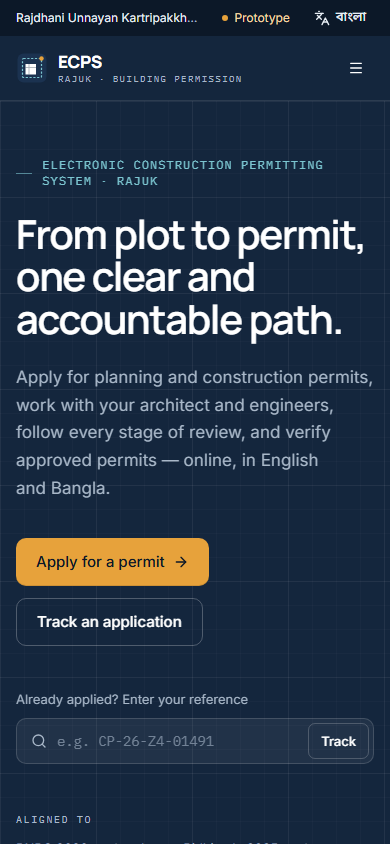 Rajdhani Unnayan Kartripakkh...
Prototype
বাংলা
ECPS
RAJUK · BUILDING PERMISSION
ELECTRONIC CONSTRUCTION PERMITTING
SYSTEM · RAJUK
From plot to permit,
one clear and
accountable path.
Apply for planning and construction permits,
work with your architect and engineers,
follow every stage of review, and verify
approved permits — online, in English
and Bangla.
Apply for a permit →
Track an application
Already applied? Enter your reference
e.g. CP-26-Z4-01491
Track
ALIGNED TO